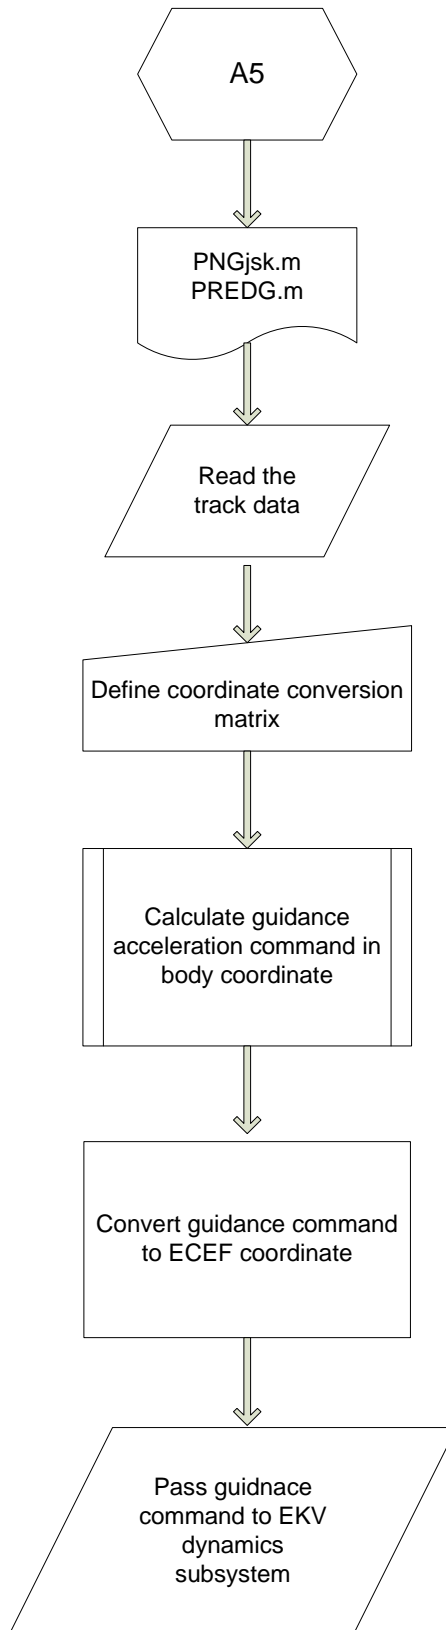 A5
PNGjsk.m
PREDG.m
Read the
track data
Define coordinate conversion
matrix
Calculate guidance
acceleration command in
body coordinate
Convert guidance command
to ECEF coordinate
Pass guidnace
command to EKV
dynamics
subsystem